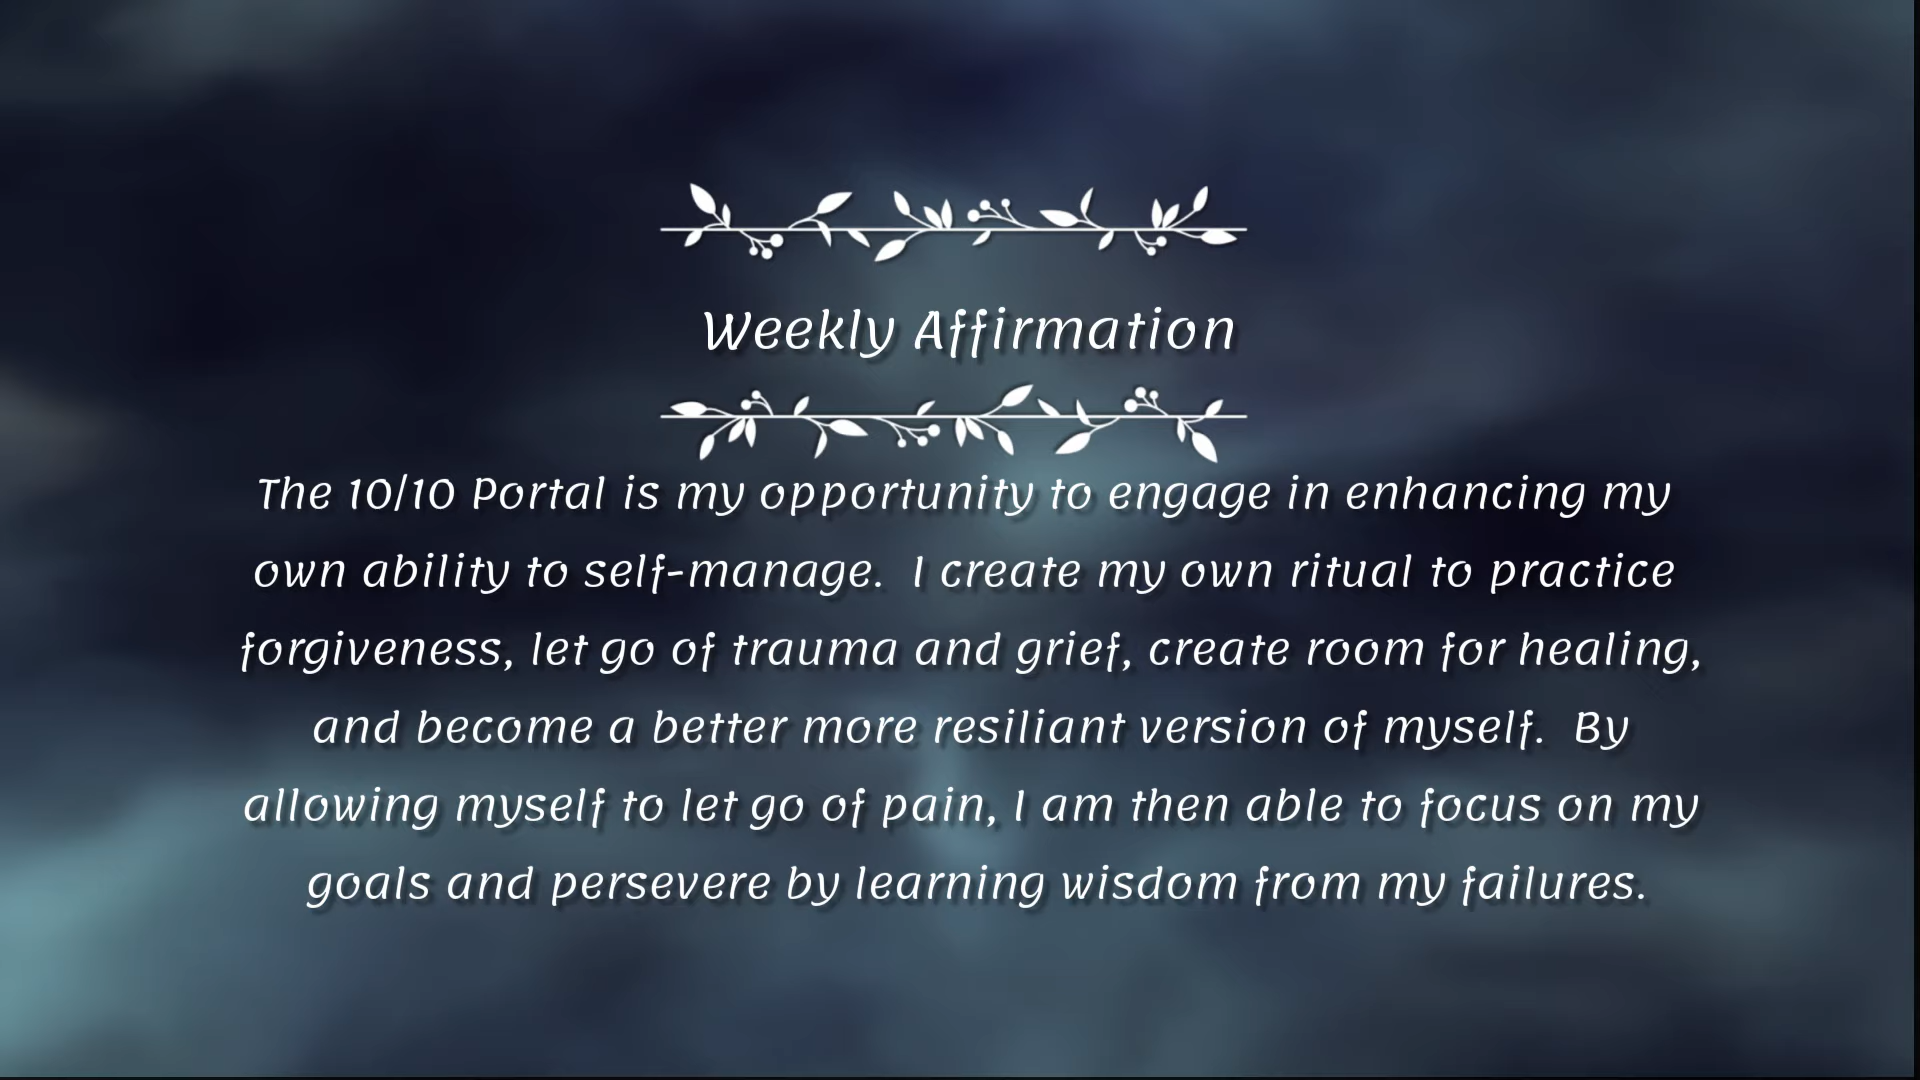 Weekly Affirmation
The 10/10 Portal is my opportunity to engage in enhancing my
own ability to self-manage.  I create my own ritual to practice
forgiveness, let go of trauma and grief, create room for healing,
and become a better more resiliant version of myself.  By
allowing myself to let go of pain, I am then able to focus on my
goals and persevere by learning wisdom from my failures.